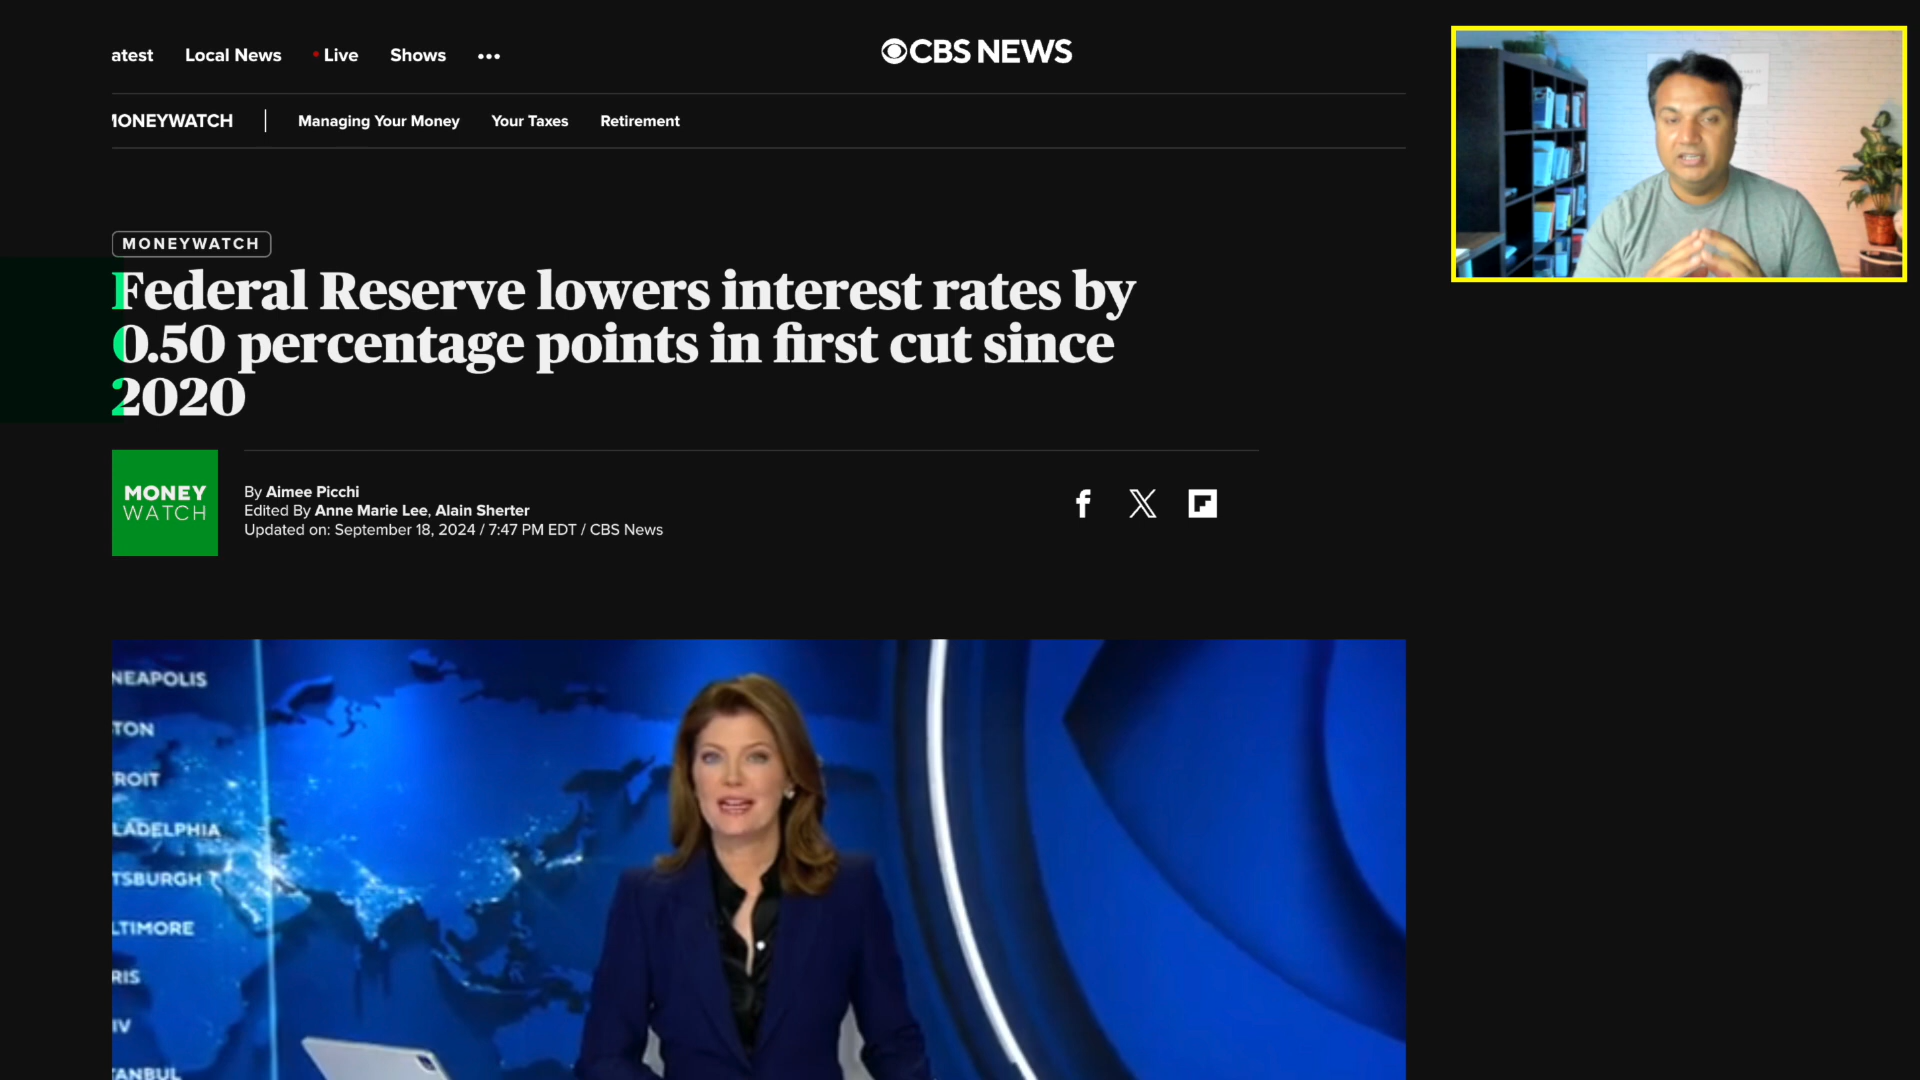 atest Local News Live Shows •••
CBS NEWS
MONEYWATCH | Managing Your Money Your Taxes Retirement
MONEYWATCH
Federal Reserve lowers interest rates by
0.50 percentage points in first cut since
2020
MONEY
WATCH
By Aimee Picchi
Edited By Anne Marie Lee, Alain Sherter
Updated on: September 18, 2024 / 7:47 PM EDT / CBS News
NEAPOLIS
TON
ROIT
LADELPHIA
TSBURGH
LTIMORE
RIS
IV
TANBUL